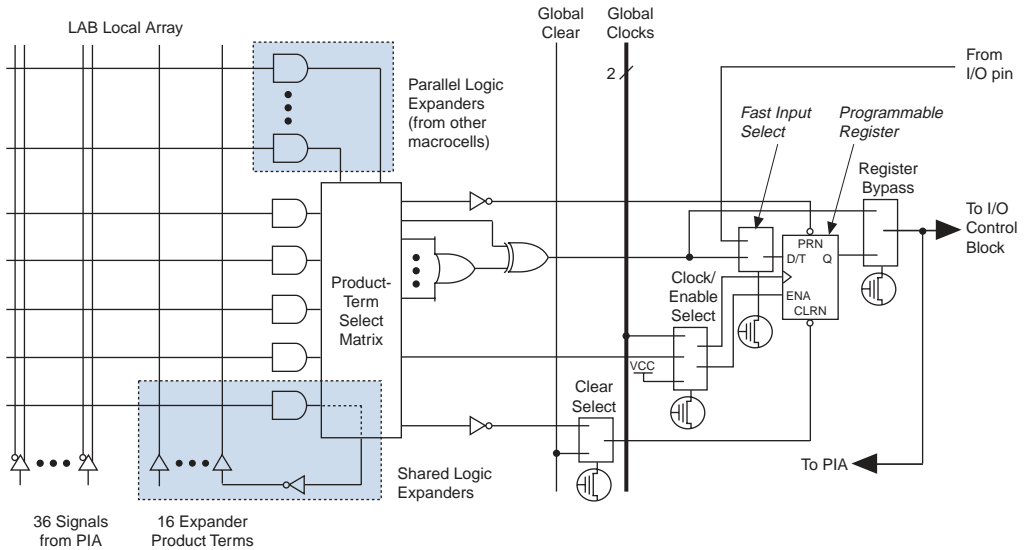 LAB Local Array
Global
Clear
Global
Clocks
2
From
I/O pin
Parallel Logic
Expanders
(from other
macrocells)
Fast Input
Select
Programmable
Register
Register
Bypass
To I/O
Control
Block
PRN
D/T Q
ENA
CLRN
Product-
Term
Select
Matrix
Clock/
Enable
Select
VCC
Clear
Select
To PIA
Shared Logic
Expanders
36 Signals
from PIA
16 Expander
Product Terms